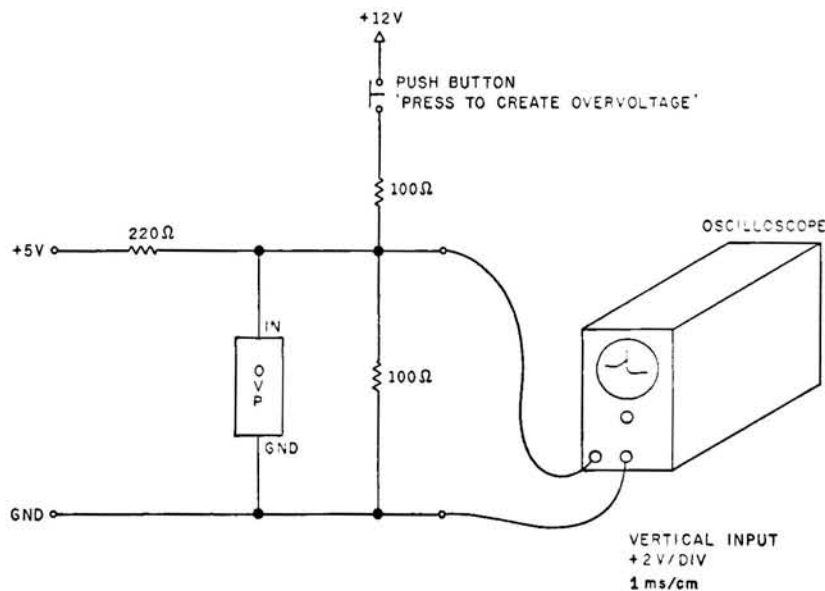 +12V
PUSH BUTTON
'PRESS TO CREATE OVERVOLTAGE'
100Ω
OSCILLOSCOPE
220Ω
+5V
IN
OVP
100Ω
GND
GND
VERTICAL INPUT
+2V/DIV
1 ms/cm